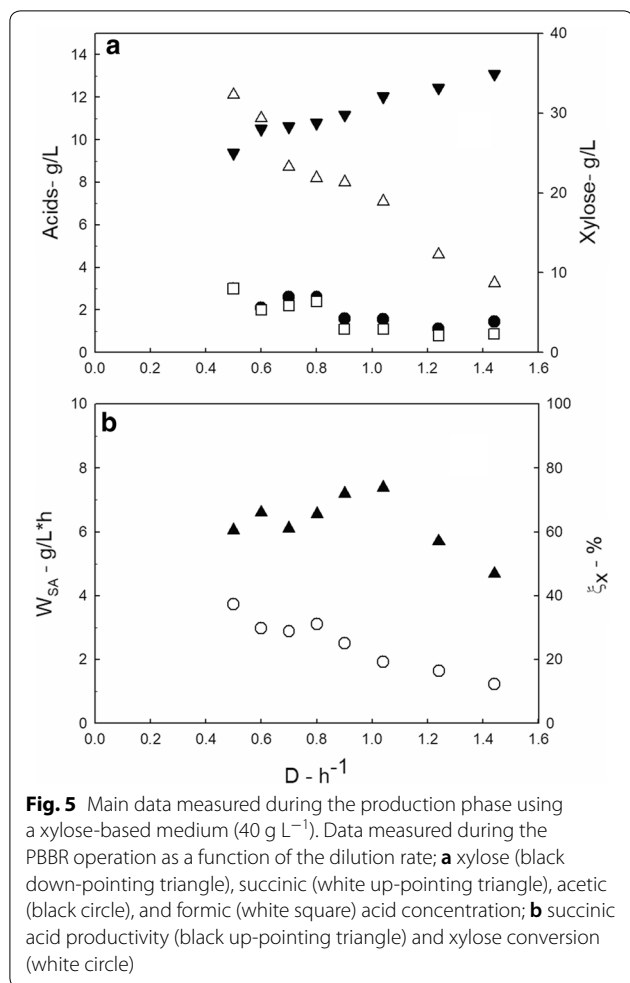 a
14
12
10
8
6
4
2
0
Acids- g/L
40
30
20
10
0
Xylose- g/L
0.0 0.2 0.4 0.6 0.8 1.0 1.2 1.4 1.6
b
10
8
6
4
2
0
W_SA - g/L*h
100
80
60
40
20
0
ξ_X - %
0.0 0.2 0.4 0.6 0.8 1.0 1.2 1.4 1.6
D - h⁻¹
Fig. 5 Main data measured during the production phase using
a xylose-based medium (40 g L⁻¹). Data measured during the
PBBR operation as a function of the dilution rate; a xylose (black
down-pointing triangle), succinic (white up-pointing triangle), acetic
(black circle), and formic (white square) acid concentration; b succinic
acid productivity (black up-pointing triangle) and xylose conversion
(white circle)